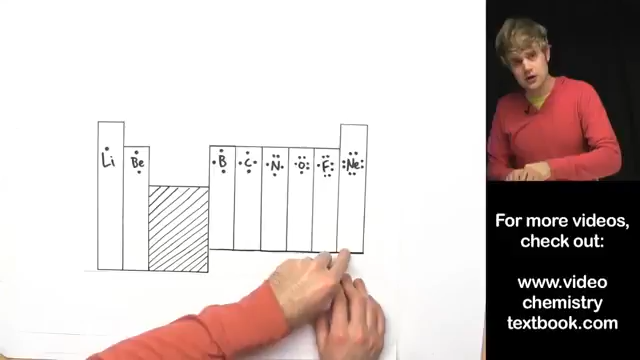 Li Be B C N O F Ne
For more videos,
check out:
www.video
chemistry
textbook.com